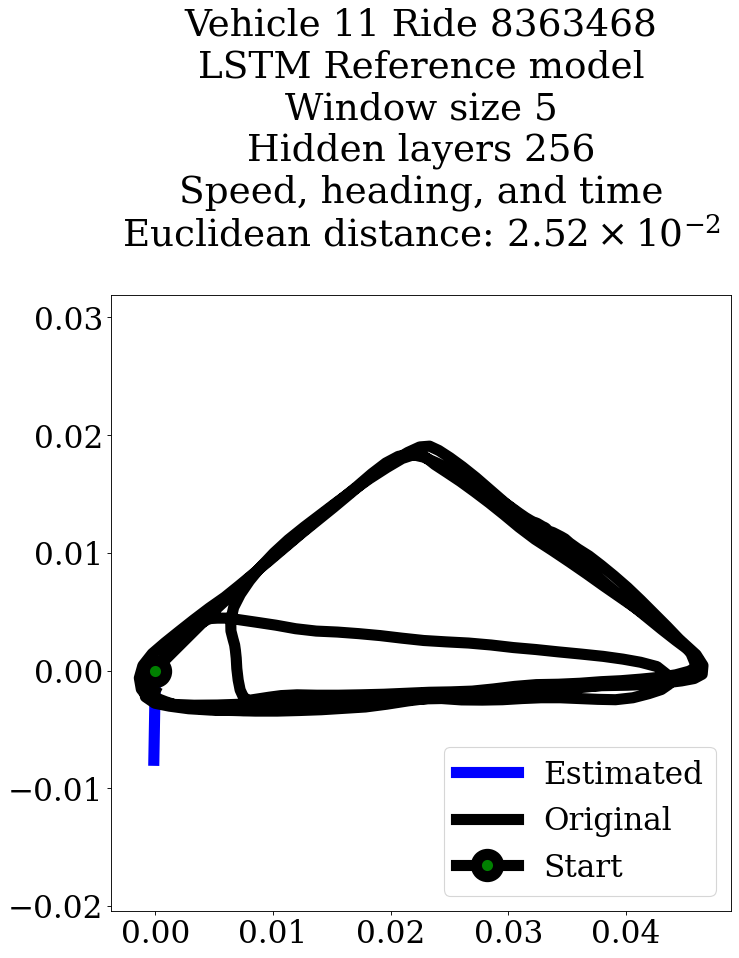 Vehicle 11 Ride 8363468
LSTM Reference model
Window size 5
Hidden layers 256
Speed, heading, and time
Euclidean distance: 2.52 × 10⁻²
0.03
0.02
0.01
0.00
−0.01
−0.02
0.00 0.01 0.02 0.03 0.04
Estimated
Original
Start